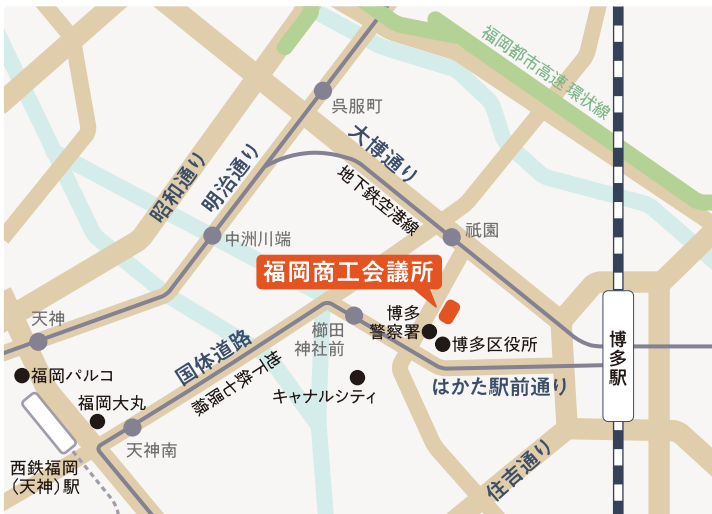 福岡都市高速 環状線
呉服町
大博通り
昭和通り
明治通り
地下鉄空港線
中洲川端
祇園
福岡商工会議所
天神
国体道路
櫛田
神社前
博多
警察署
博多区役所
博多駅
地下鉄七隈線
福岡パルコ
キャナルシティ
はかた駅前通り
福岡大丸
天神南
西鉄福岡
（天神）駅
住吉通り